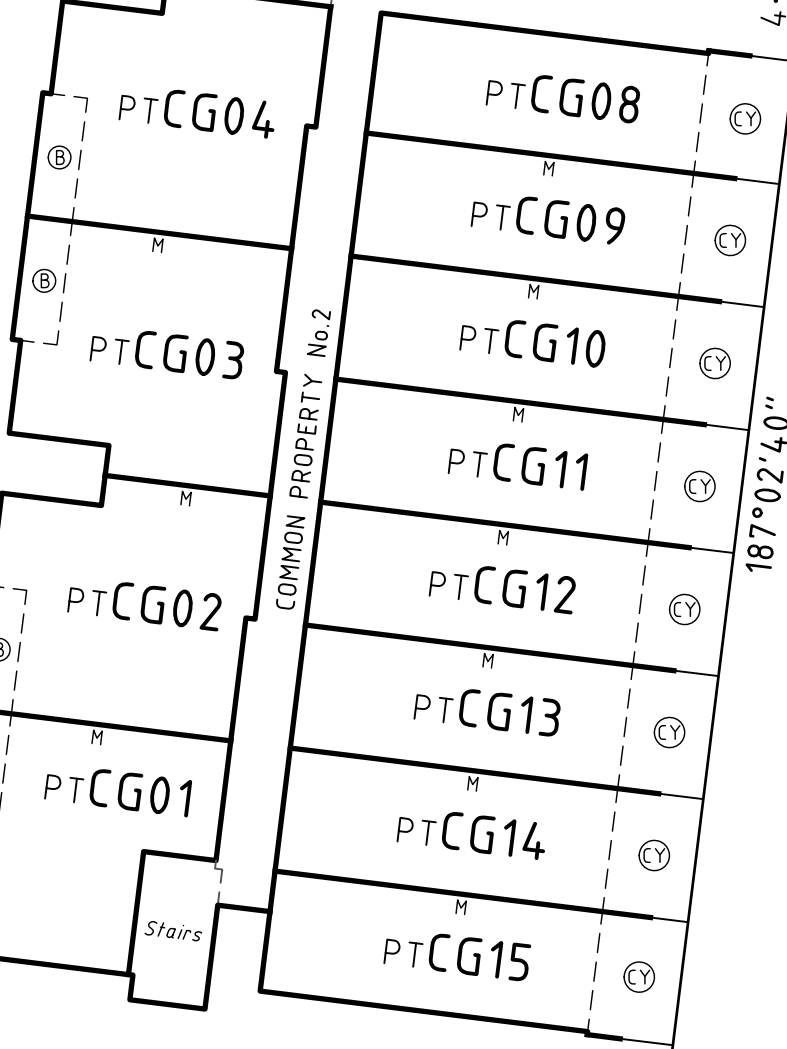 PTCG04
B
M
B
PTCG03
M
PTCG02
B
M
PTCG01
Stairs
COMMON PROPERTY No.2
PTCG08
CY
M
PTCG09
CY
M
PTCG10
CY
M
PTCG11
CY
M
PTCG12
CY
M
PTCG13
CY
M
PTCG14
CY
M
PTCG15
CY
187°02'40"